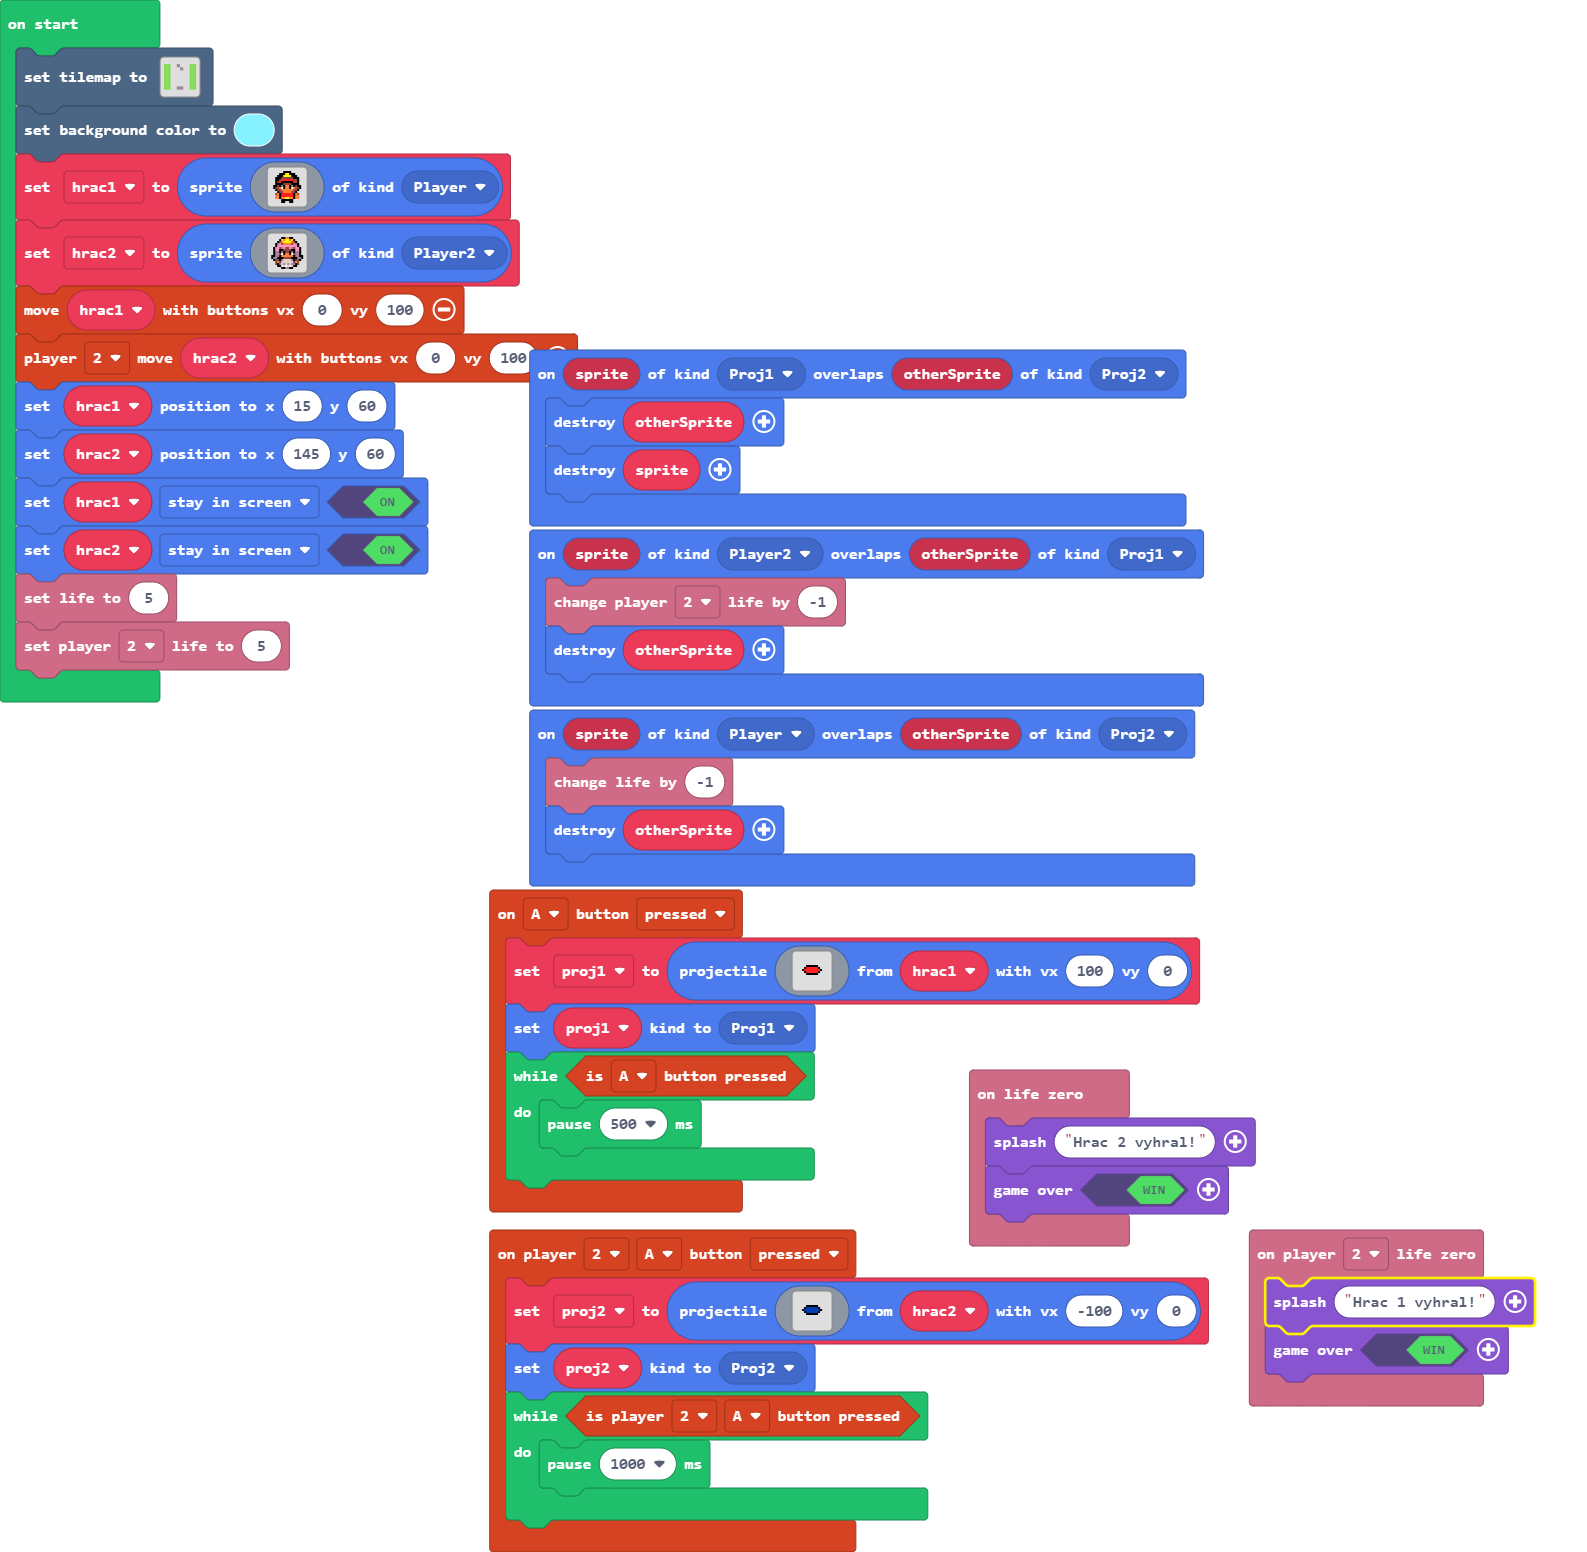 on start
set tilemap to
set background color to
set hrac1 to sprite of kind Player
set hrac2 to sprite of kind Player2
move hrac1 with buttons vx 0 vy 100
player 2 move hrac2 with buttons vx 0 vy 100
set hrac1 position to x 15 y 60
set hrac2 position to x 145 y 60
set hrac1 stay in screen ON
set hrac2 stay in screen ON
set life to 5
set player 2 life to 5
on sprite of kind Proj1 overlaps otherSprite of kind Proj2
destroy otherSprite
destroy sprite
on sprite of kind Player2 overlaps otherSprite of kind Proj1
change player 2 life by -1
destroy otherSprite
on sprite of kind Player overlaps otherSprite of kind Proj2
change life by -1
destroy otherSprite
on A button pressed
set proj1 to projectile from hrac1 with vx 100 vy 0
set proj1 kind to Proj1
while is A button pressed
do
pause 500 ms
on life zero
splash "Hrac 2 vyhral!"
game over WIN
on player 2 A button pressed
set proj2 to projectile from hrac2 with vx -100 vy 0
set proj2 kind to Proj2
while is player 2 A button pressed
do
pause 1000 ms
on player 2 life zero
splash "Hrac 1 vyhral!"
game over WIN